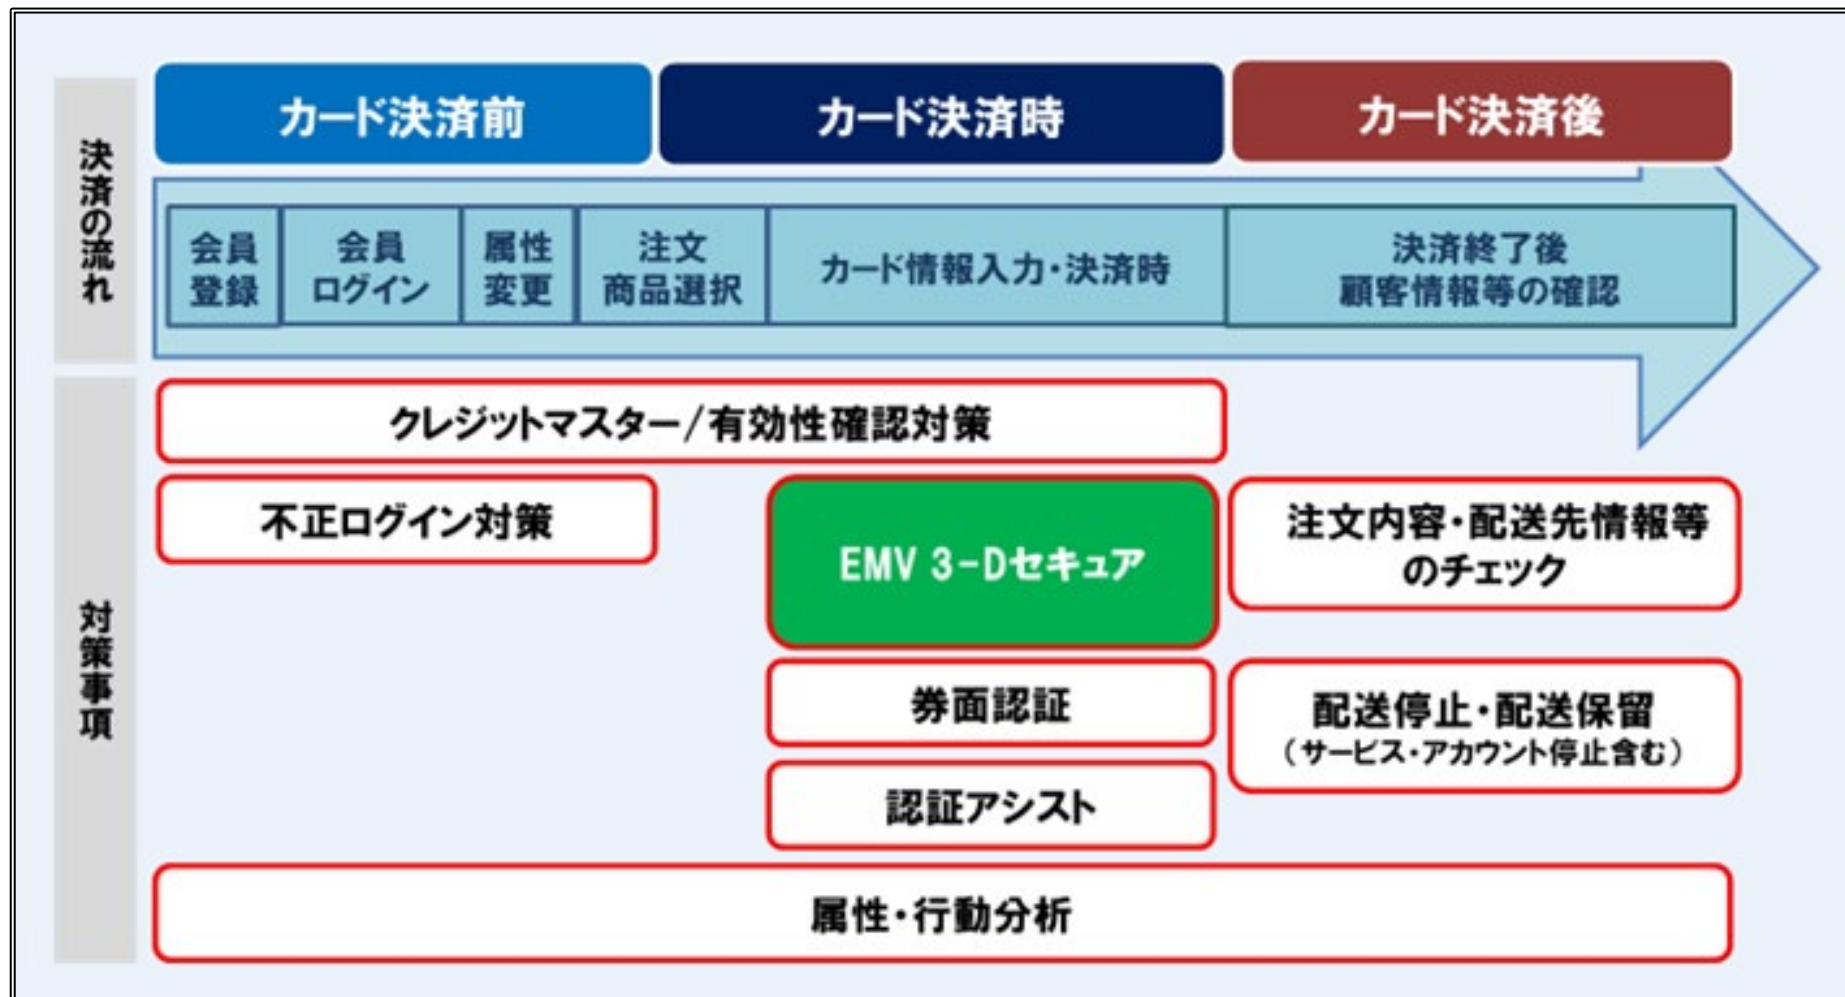 カード決済前
カード決済時
カード決済後
決済の流れ
会員
登録
会員
ログイン
属性
変更
注文
商品選択
カード情報入力・決済時
決済終了後
顧客情報等の確認
対策事項
クレジットマスター/有効性確認対策
不正ログイン対策
EMV 3-Dセキュア
注文内容・配送先情報等
のチェック
券面認証
配送停止・配送保留
(サービス・アカウント停止含む)
認証アシスト
属性・行動分析